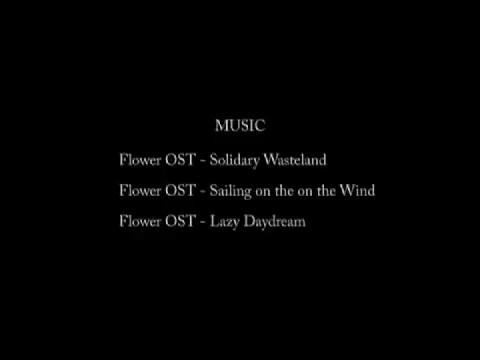 MUSIC
Flower OST - Solidary Wasteland
Flower OST - Sailing on the on the Wind
Flower OST - Lazy Daydream